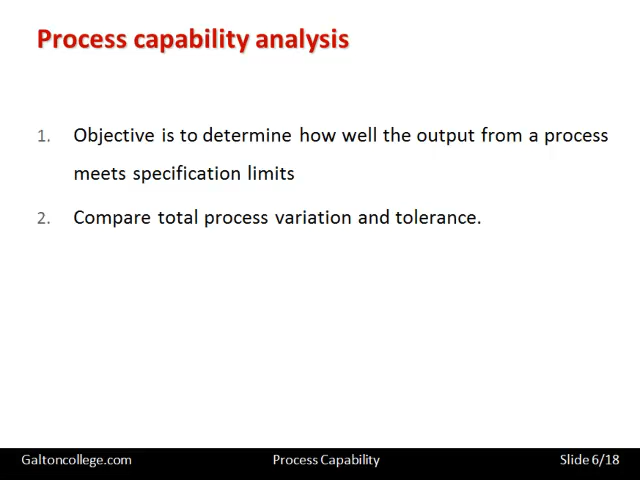 Process capability analysis
1. Objective is to determine how well the output from a process
meets specification limits
2. Compare total process variation and tolerance.
Galtoncollege.com Process Capability Slide 6/18